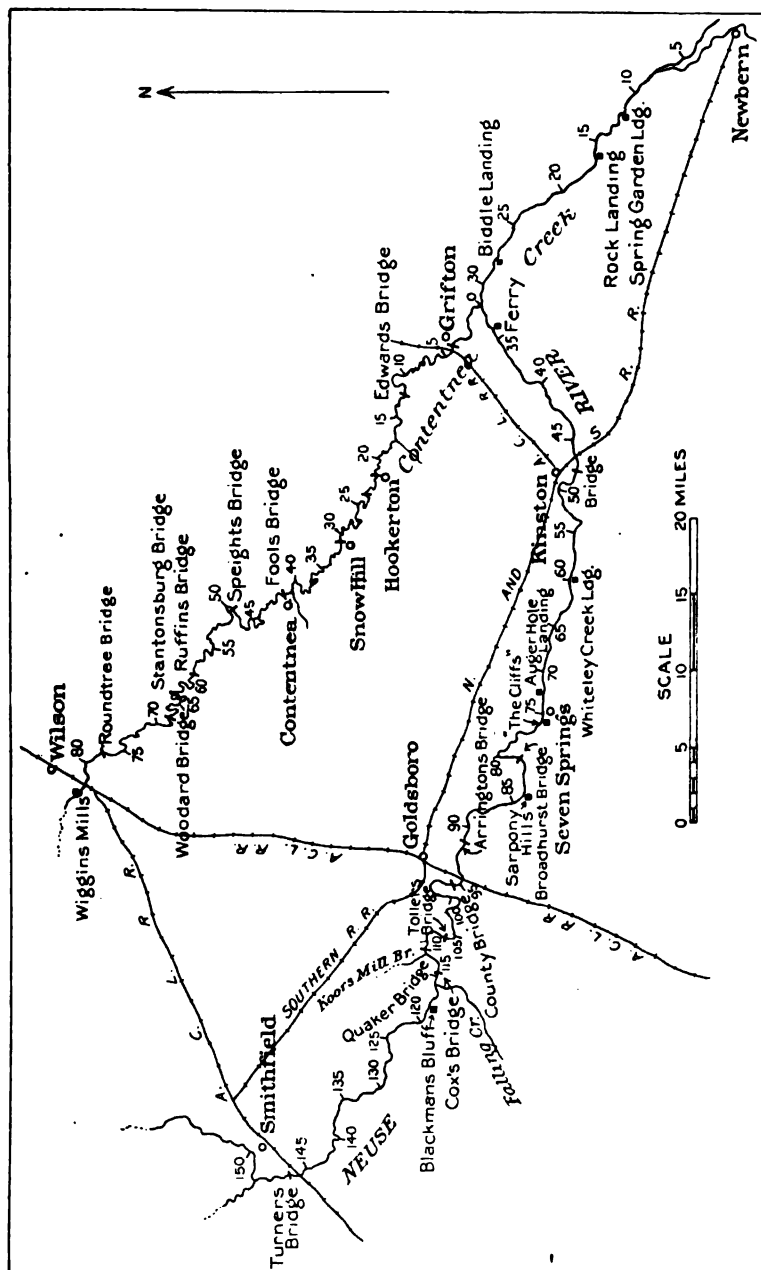 N
Wilson
Wiggins Mills
80
Roundtree Bridge
75
70
Stantonsburg Bridge
Ruffins Bridge
Woodard Bridge
65
60
55
50
Speights Bridge
45
Fools Bridge
Contentnea
40
35
Snow Hill
30
25
Hookerton
20
15
Edwards Bridge
10
5
Grifton
Contentnea
Creek
0
A. C. L. R. R.
Smithfield
150
Turners
Bridge
145
140
135
130
125
120
NEUSE
SOUTHERN R. R.
Koors Mill Br.
Quaker Bridge
Blackmans Bluff
Cox's Bridge
Falling Cr.
115
110
Tollers
Bridge
105
100
95
County Bridges
Goldsboro
A. C. L. R R
A C L R R
90
Arringtons Bridge
85
Sarpony
Hills
Broadhurst Bridge
80
"The Cliffs"
75
Seven Springs
Auger Hole
Landing
70
65
60
Whiteley Creek Ldg.
55
50
Bridge
Kinston
A. C. L. R R
A. AND N. C.
45
RIVER
40
35
Ferry
30
Biddle Landing
25
20
15
Rock Landing
10
Spring Garden Ldg.
5
N S R. R.
Newbern
SCALE
0
5
10
15
20 MILES